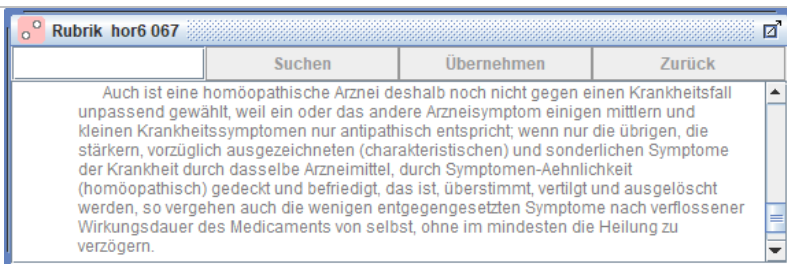 Rubrik hor6 067
Suchen Übernehmen Zurück
Auch ist eine homöopathische Arznei deshalb noch nicht gegen einen Krankheitsfall
unpassend gewählt, weil ein oder das andere Arzneisymptom einigen mittlern und
kleinen Krankheitssymptomen nur antipathisch entspricht; wenn nur die übrigen, die
stärkern, vorzüglich ausgezeichneten (charakteristischen) und sonderlichen Symptome
der Krankheit durch dasselbe Arzneimittel, durch Symptomen-Aehnlichkeit
(homöopathisch) gedeckt und befriedigt, das ist, überstimmt, vertilgt und ausgelöscht
werden, so vergehen auch die wenigen entgegengesetzten Symptome nach verflossener
Wirkungsdauer des Medicaments von selbst, ohne im mindesten die Heilung zu
verzögern.